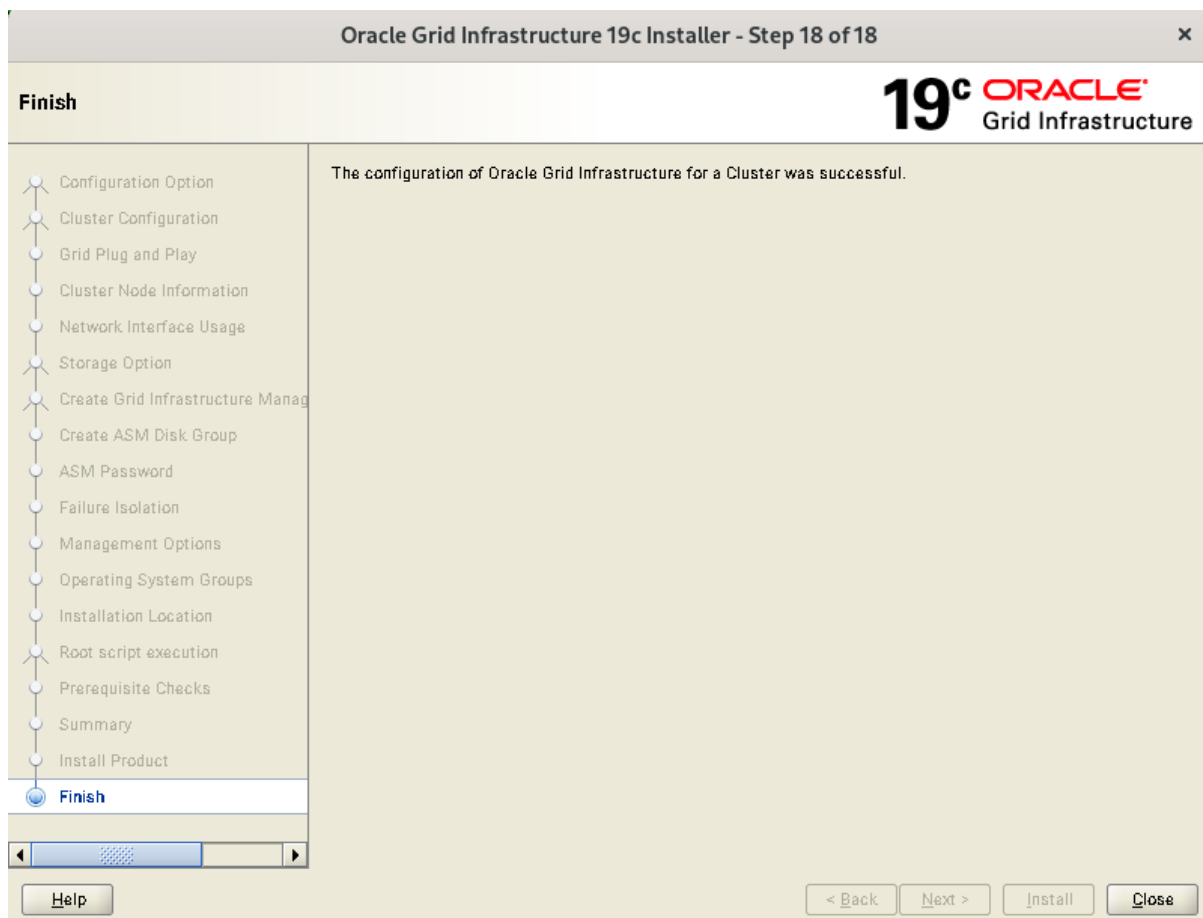 Oracle Grid Infrastructure 19c Installer - Step 18 of 18
×
Finish
19c ORACLE
Grid Infrastructure
Configuration Option
Cluster Configuration
Grid Plug and Play
Cluster Node Information
Network Interface Usage
Storage Option
Create Grid Infrastructure Manag
Create ASM Disk Group
ASM Password
Failure Isolation
Management Options
Operating System Groups
Installation Location
Root script execution
Prerequisite Checks
Summary
Install Product
Finish
The configuration of Oracle Grid Infrastructure for a Cluster was successful.
Help
< Back
Next >
Install
Close